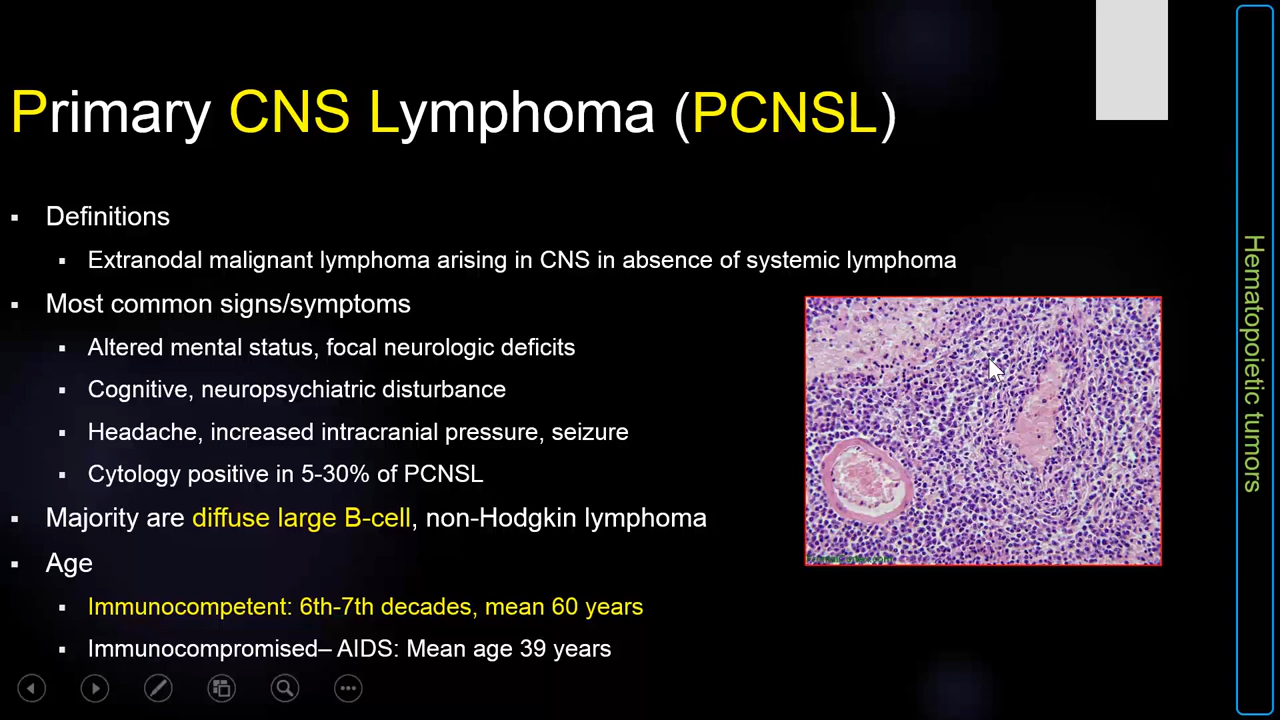 Primary CNS Lymphoma (PCNSL)
▪ Definitions
▪ Extranodal malignant lymphoma arising in CNS in absence of systemic lymphoma
▪ Most common signs/symptoms
▪ Altered mental status, focal neurologic deficits
▪ Cognitive, neuropsychiatric disturbance
▪ Headache, increased intracranial pressure, seizure
▪ Cytology positive in 5-30% of PCNSL
▪ Majority are diffuse large B-cell, non-Hodgkin lymphoma
▪ Age
▪ Immunocompetent: 6th-7th decades, mean 60 years
▪ Immunocompromised– AIDS: Mean age 39 years
Hematopoietic tumors